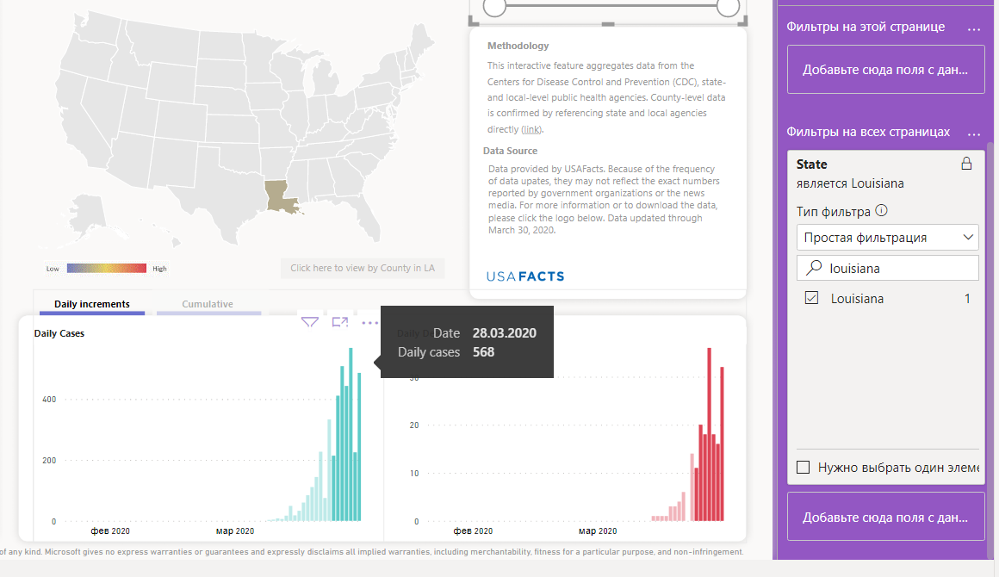 Methodology
This interactive feature aggregates data from the
Centers for Disease Control and Prevention (CDC), state-
and local-level public health agencies. County-level data
is confirmed by referencing state and local agencies
directly (link).
Data Source
Data provided by USAFacts. Because of the frequency
of data upates, they may not reflect the exact numbers
reported by government organizations or the news
media. For more information or to download the data,
please click the logo below. Data updated through
March 30, 2020.
USAFACTS
Low
High
Click here to view by County in LA
Daily increments
Cumulative
Daily Cases
Date 28.03.2020
Daily cases 568
400
200
0
фев 2020
мар 2020
30
20
10
0
фев 2020
мар 2020
of any kind. Microsoft gives no express warranties or guarantees and expressly disclaims all implied warranties, including merchantability, fitness for a particular purpose, and non-infringement.
Фильтры на этой странице ...
Добавьте сюда поля с дан...
Фильтры на всех страницах ...
State
является Louisiana
Тип фильтра
Простая фильтрация
louisiana
Louisiana 1
Нужно выбрать один элеме
Добавьте сюда поля с дан...